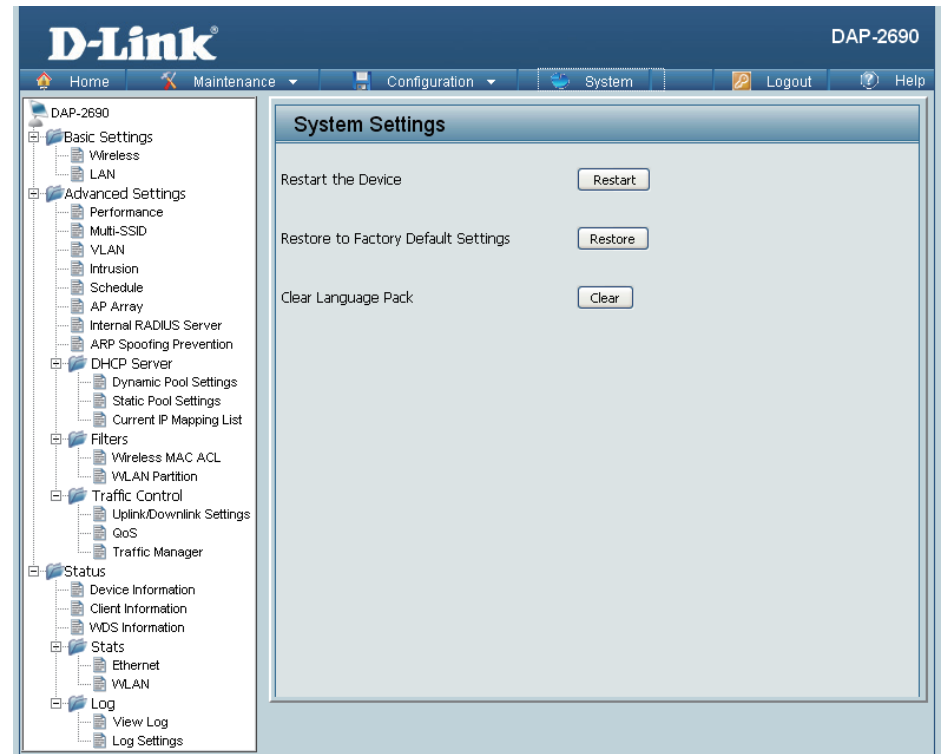 D-Link®
DAP-2690
Home
Maintenance
Configuration
System
Logout
Help
DAP-2690
Basic Settings
Wireless
LAN
Advanced Settings
Performance
Multi-SSID
VLAN
Intrusion
Schedule
AP Array
Internal RADIUS Server
ARP Spoofing Prevention
DHCP Server
Dynamic Pool Settings
Static Pool Settings
Current IP Mapping List
Filters
Wireless MAC ACL
WLAN Partition
Traffic Control
Uplink/Downlink Settings
QoS
Traffic Manager
Status
Device Information
Client Information
WDS Information
Stats
Ethernet
WLAN
Log
View Log
Log Settings
System Settings
Restart the Device
Restart
Restore to Factory Default Settings
Restore
Clear Language Pack
Clear